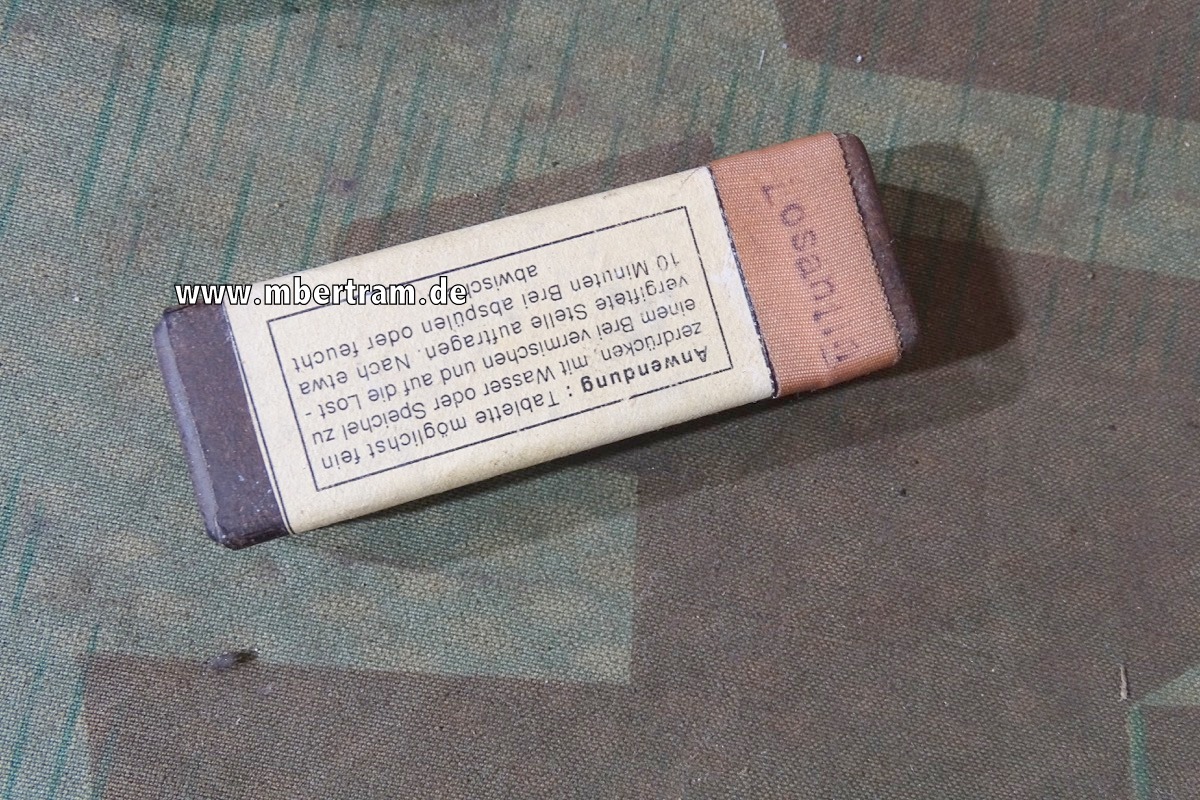 Anwendung: Tablette möglichst fein
zerdrücken, mit Wasser oder Speichel zu
einem Brei vermischen und auf die Lost-
vergiftete Stelle auftragen. Nach etwa
10 Minuten Brei abspülen oder feucht
abwisch
Losantin
www.mbertram.de